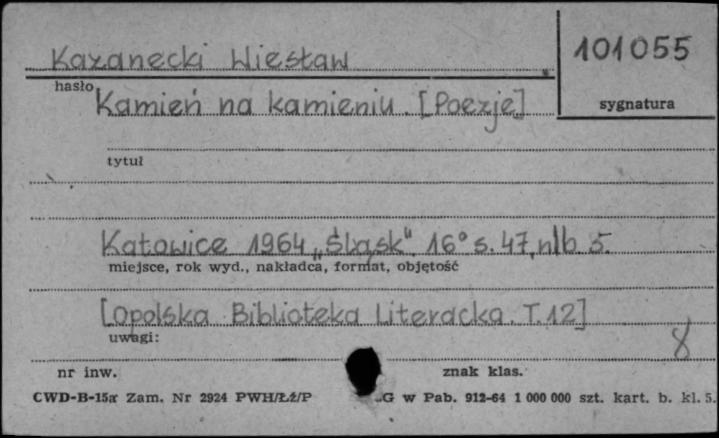 Kazanecki Wiesław
101055
hasło
Kamień na kamieniu. [Poezje]
sygnatura
tytuł
Katowice 1964 „Śląsk" 16° s. 47, nlb. 5.
miejsce, rok wyd., nakładca, format, objętość
[Opolska Biblioteka Literacka. T. 12]
uwagi:
8
nr inw.
znak klas.
CWD-B-15a Zam. Nr 2924 PWH/Łź/P G w Pab. 912-64 1 000 000 szt. kart. b. kl. 5.